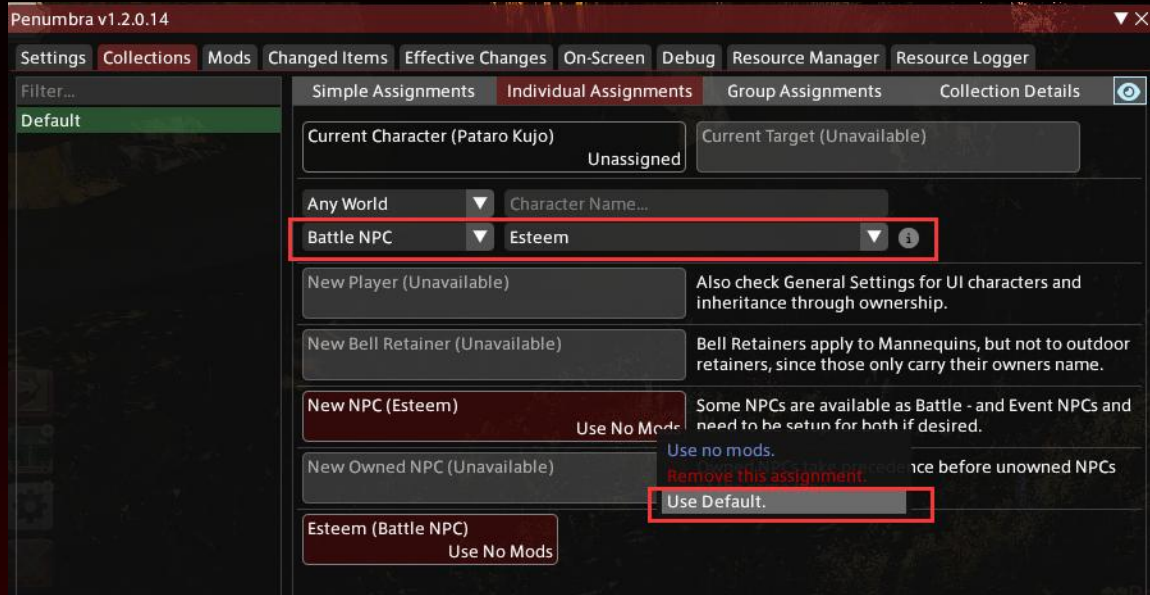 Penumbra v1.2.0.14
Settings Collections Mods Changed Items Effective Changes On-Screen Debug Resource Manager Resource Logger
Filter...
Default
Simple Assignments Individual Assignments Group Assignments Collection Details
Current Character (Pataro Kujo)
Unassigned
Current Target (Unavailable)
Any World
Character Name...
Battle NPC
Esteem
New Player (Unavailable)
Also check General Settings for UI characters and
inheritance through ownership.
New Bell Retainer (Unavailable)
Bell Retainers apply to Mannequins, but not to outdoor
retainers, since those only carry their owners name.
New NPC (Esteem)
Use No Mods
Some NPCs are available as Battle - and Event NPCs and
need to be setup for both if desired.
New Owned NPC (Unavailable)
Owned NPCs take precedence before unowned NPCs
Use no mods.
Remove this assignment.
Use Default.
Esteem (Battle NPC)
Use No Mods